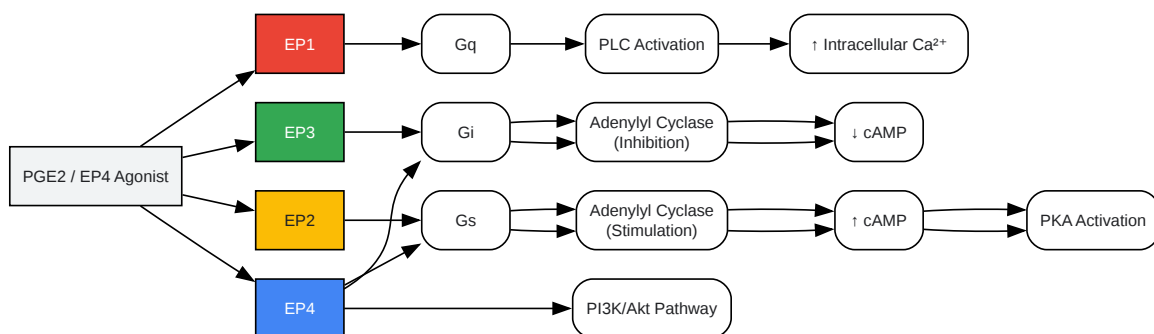 EP1
Gq
PLC Activation
↑ Intracellular Ca²⁺
EP3
Gi
Adenylyl Cyclase
(Inhibition)
↓ cAMP
PGE2 / EP4 Agonist
EP2
Gs
Adenylyl Cyclase
(Stimulation)
↑ cAMP
PKA Activation
EP4
PI3K/Akt Pathway